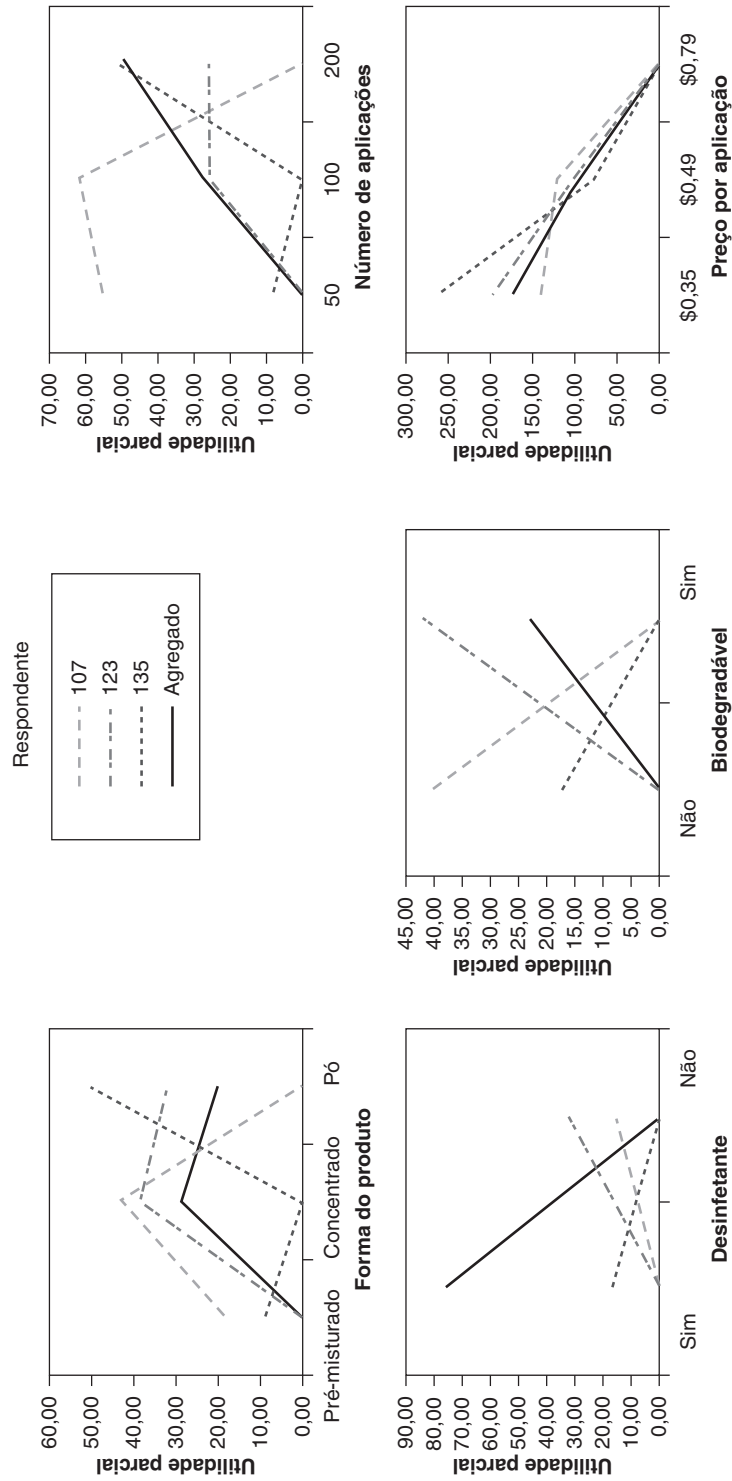 Respondente
107
123
135
Agregado
Utilidade parcial
60,00
50,00
40,00
30,00
20,00
10,00
0,00
Pré-misturado Concentrado Pó
Forma do produto
Utilidade parcial
70,00
60,00
50,00
40,00
30,00
20,00
10,00
0,00
50 100 200
Número de aplicações
Utilidade parcial
90,00
80,00
70,00
60,00
50,00
40,00
30,00
20,00
10,00
0,00
Sim Não
Desinfetante
Utilidade parcial
45,00
40,00
35,00
30,00
25,00
20,00
15,00
10,00
5,00
0,00
Não Sim
Biodegradável
Utilidade parcial
300,00
250,00
200,00
150,00
100,00
50,00
0,00
$0,35 $0,49 $0,79
Preço por aplicação